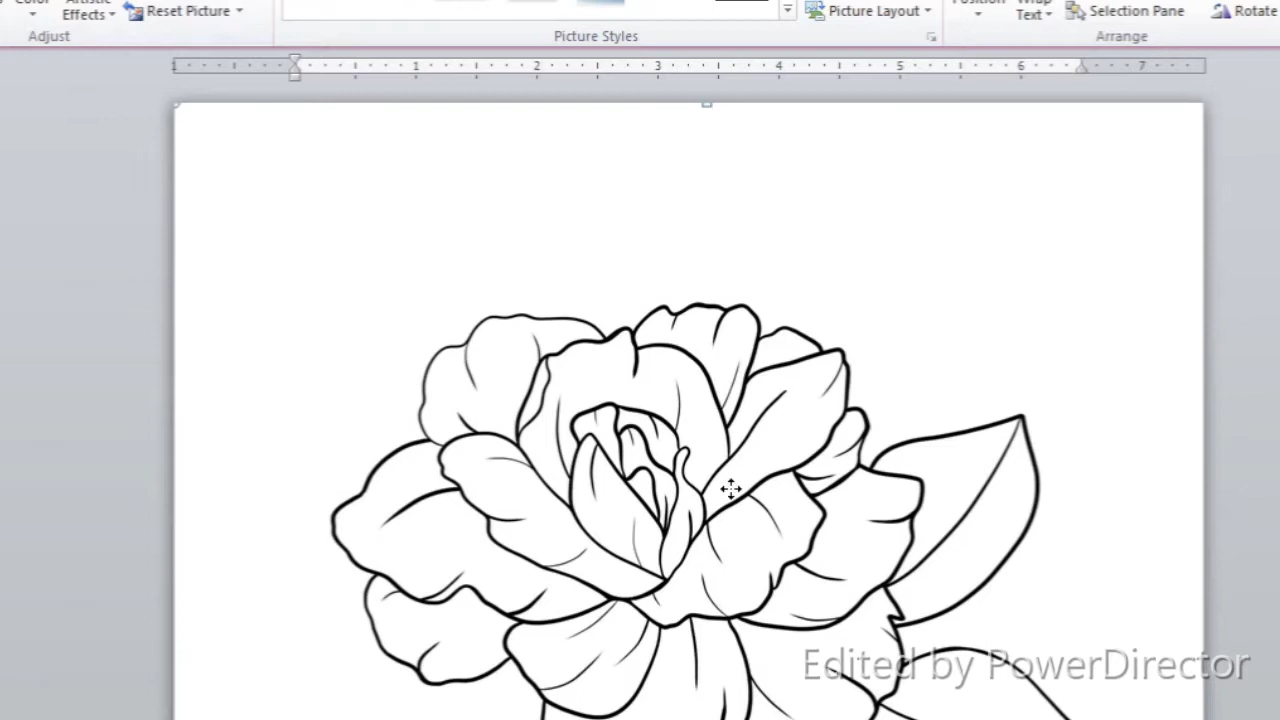 Color Artistic Position Wrap
Effects Reset Picture Picture Layout Text Selection Pane Rotate
Adjust Picture Styles Arrange
1 1 2 3 4 5 6 7
Edited by PowerDirector